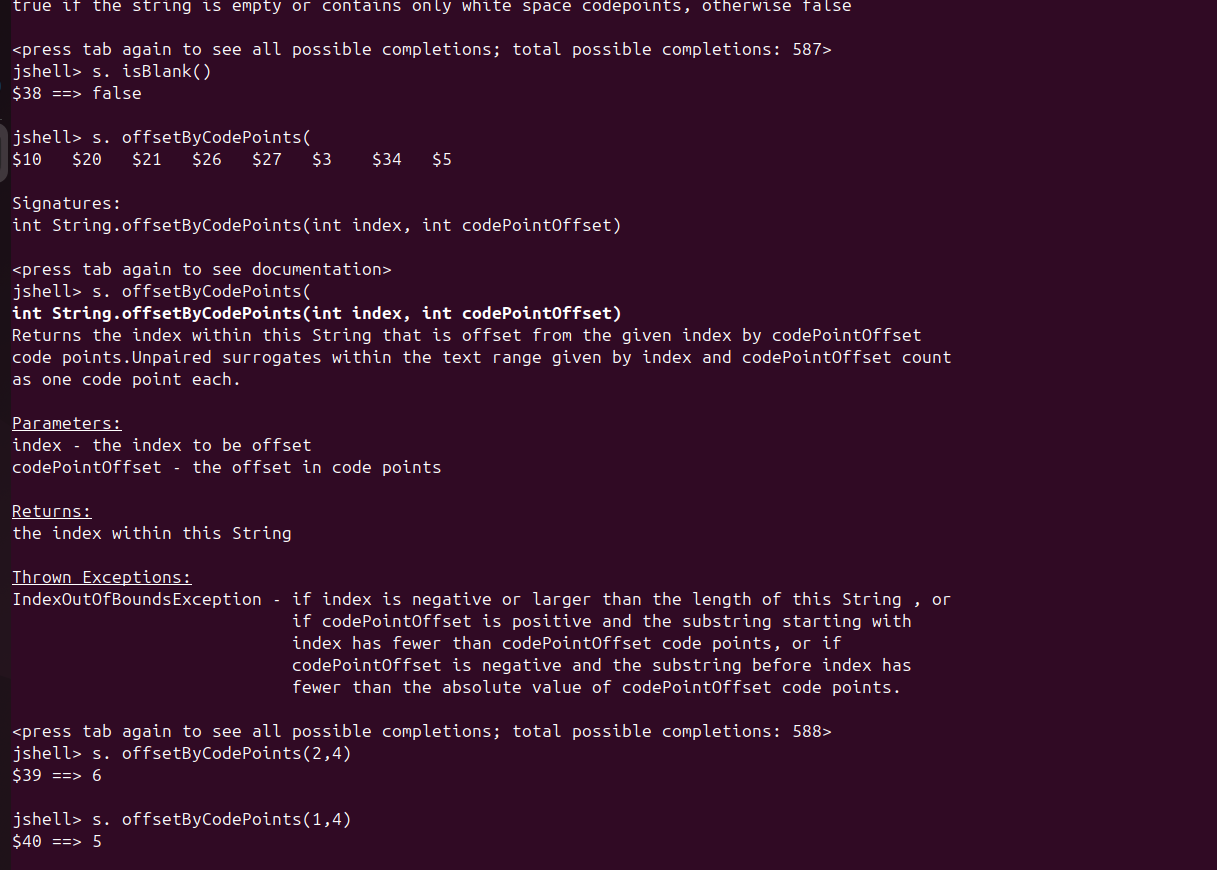 true if the string is empty or contains only white space codepoints, otherwise false
<press tab again to see all possible completions; total possible completions: 587>
jshell> s. isBlank()
$38 ==> false
jshell> s. offsetByCodePoints(
$10   $20   $21   $26   $27   $3    $34   $5
Signatures:
int String.offsetByCodePoints(int index, int codePointOffset)
<press tab again to see documentation>
jshell> s. offsetByCodePoints(
int String.offsetByCodePoints(int index, int codePointOffset)
Returns the index within this String that is offset from the given index by codePointOffset
code points.Unpaired surrogates within the text range given by index and codePointOffset count
as one code point each.
Parameters:
index - the index to be offset
codePointOffset - the offset in code points
Returns:
the index within this String
Thrown Exceptions:
IndexOutOfBoundsException - if index is negative or larger than the length of this String , or
if codePointOffset is positive and the substring starting with
index has fewer than codePointOffset code points, or if
codePointOffset is negative and the substring before index has
fewer than the absolute value of codePointOffset code points.
<press tab again to see all possible completions; total possible completions: 588>
jshell> s. offsetByCodePoints(2,4)
$39 ==> 6
jshell> s. offsetByCodePoints(1,4)
$40 ==> 5